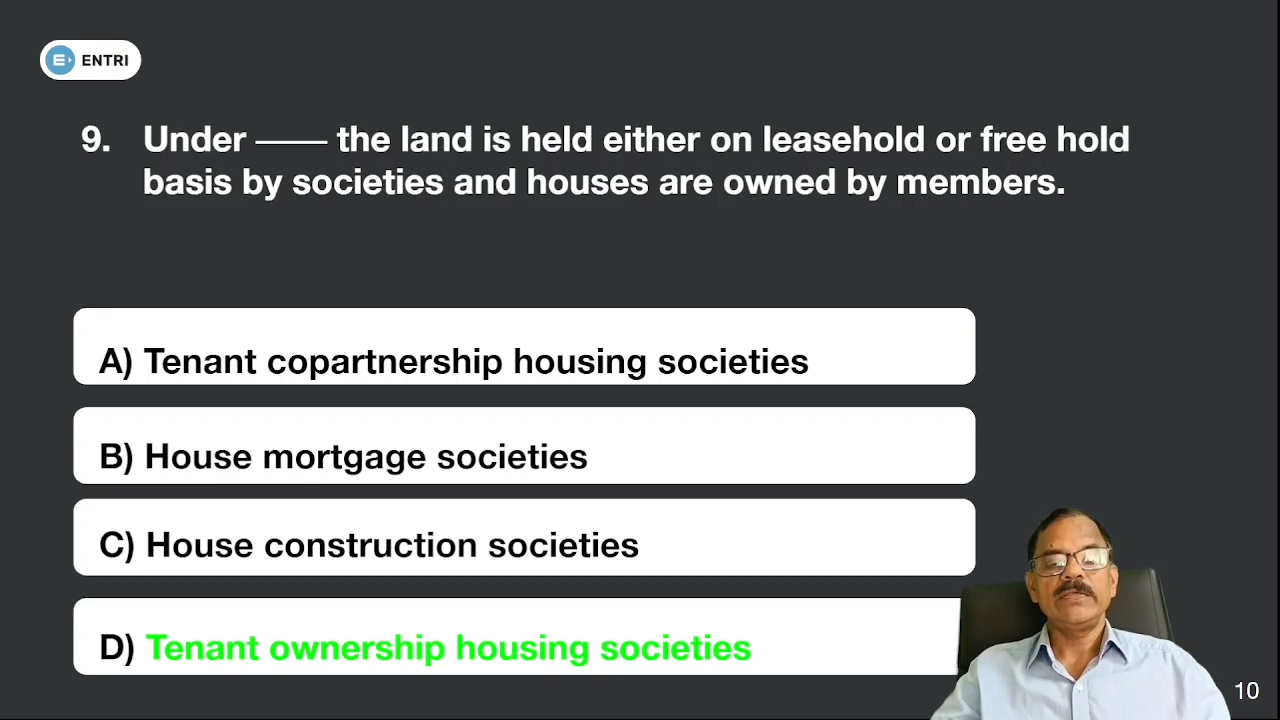 ENTRI
9. Under —— the land is held either on leasehold or free hold
basis by societies and houses are owned by members.
A) Tenant copartnership housing societies
B) House mortgage societies
C) House construction societies
D) Tenant ownership housing societies
10